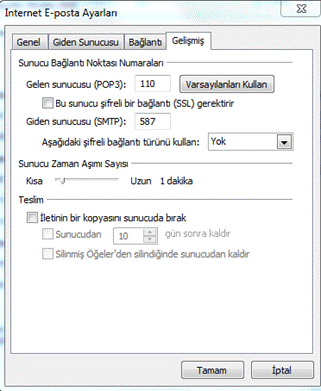 İnternet E-posta Ayarları
Genel Giden Sunucusu Bağlantı Gelişmiş
Sunucu Bağlantı Noktası Numaraları
Gelen sunucusu (POP3): 110 Varsayılanları Kullan
Bu sunucu şifreli bir bağlantı (SSL) gerektirir
Giden sunucusu (SMTP): 587
Aşağıdaki şifreli bağlantı türünü kullan: Yok
Sunucu Zaman Aşımı Sayısı
Kısa Uzun 1 dakika
Teslim
İletinin bir kopyasını sunucuda bırak
Sunucudan 10 gün sonra kaldır
Silinmiş Öğeler'den silindiğinde sunucudan kaldır
Tamam İptal